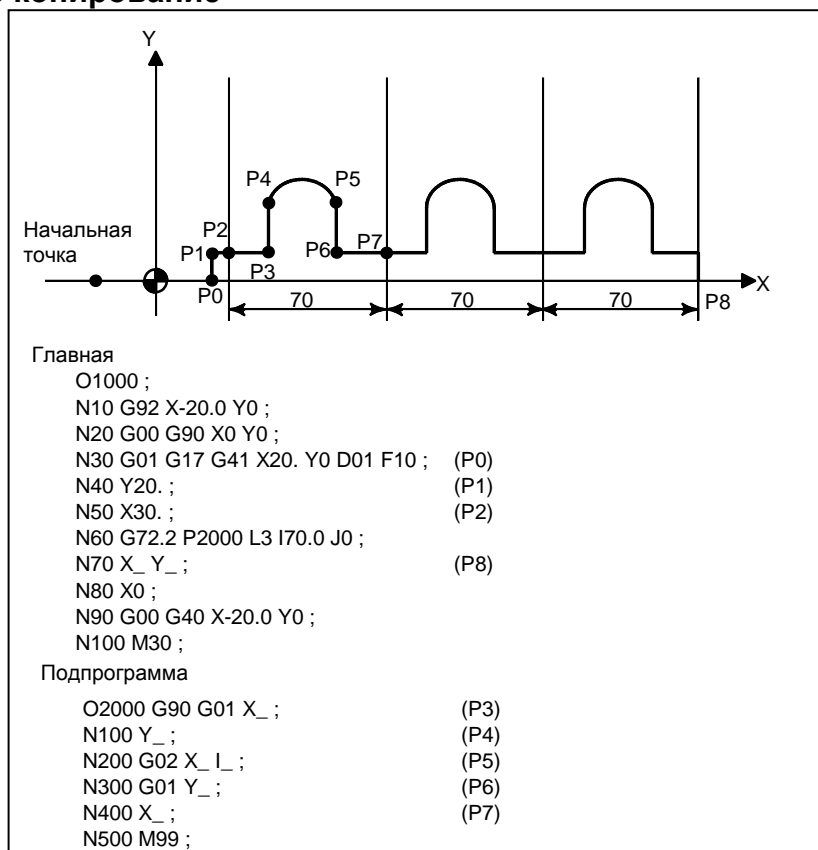 копирование
Y
P4
P5
Начальная
точка
P2
P1
P3
P6
P7
P0
70
70
70
P8
X
Главная
O1000 ;
N10 G92 X-20.0 Y0 ;
N20 G00 G90 X0 Y0 ;
N30 G01 G17 G41 X20. Y0 D01 F10 ; (P0)
N40 Y20. ; (P1)
N50 X30. ; (P2)
N60 G72.2 P2000 L3 I70.0 J0 ;
N70 X_ Y_ ; (P8)
N80 X0 ;
N90 G00 G40 X-20.0 Y0 ;
N100 M30 ;
Подпрограмма
O2000 G90 G01 X_ ; (P3)
N100 Y_ ; (P4)
N200 G02 X_ I_ ; (P5)
N300 G01 Y_ ; (P6)
N400 X_ ; (P7)
N500 M99 ;